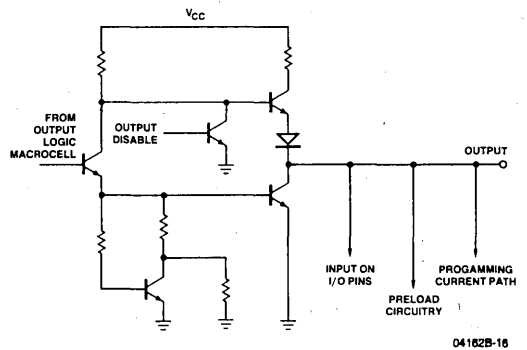 VCC
FROM
OUTPUT
LOGIC
MACROCELL
OUTPUT
DISABLE
OUTPUT
INPUT ON
I/O PINS
PRELOAD
CIRCUITRY
PROGAMMING
CURRENT PATH
04162B-16